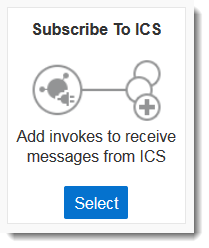 Subscribe To ICS
Add invokes to receive
messages from ICS
Select